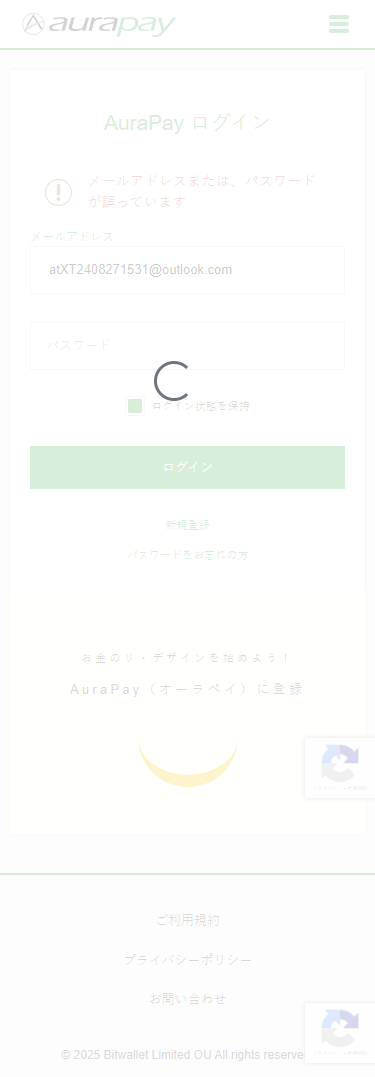 aurapay
AuraPay ログイン
メールアドレスまたは、パスワード
が誤っています
メールアドレス
atXT2408271531@outlook.com
パスワード
ログイン状態を保持
ログイン
新規登録
パスワードをお忘れの方
お金のリ・デザインを始めよう！
AuraPay（オーラペイ）に登録
ご利用規約
プライバシーポリシー
お問い合わせ
© 2025 Bitwallet Limited OU All rights reserve